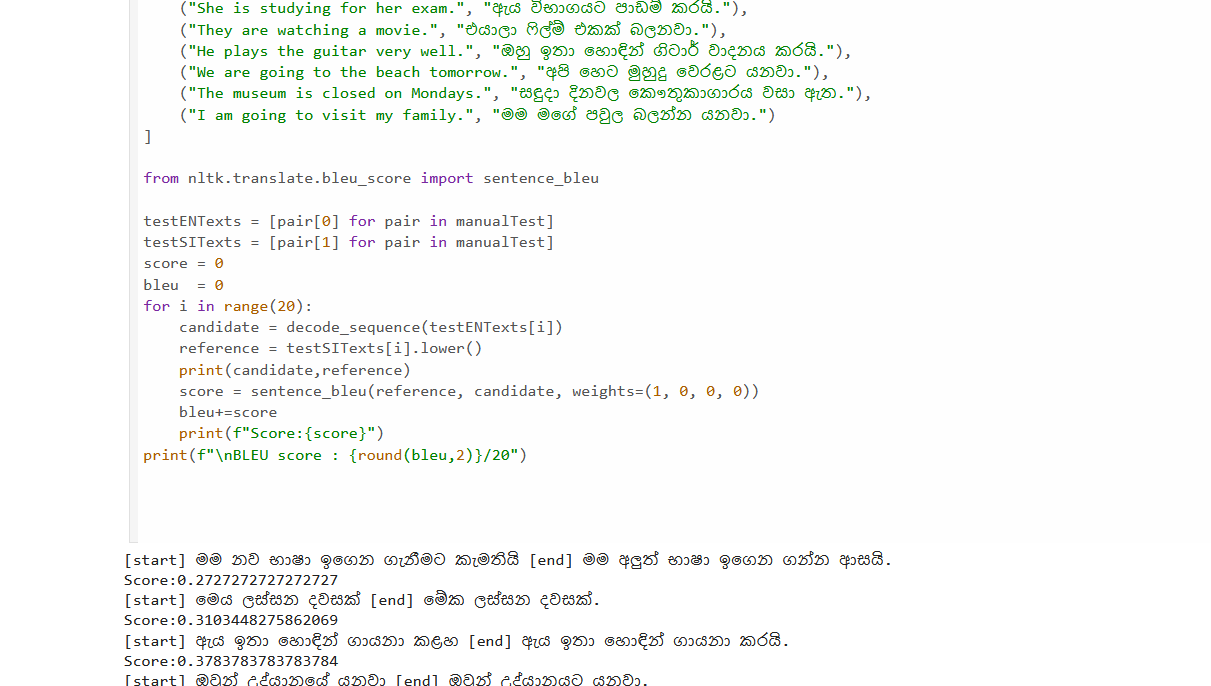 ("She is studying for her exam.", "ඇය විභාගයට පාඩම් කරයි."),
("They are watching a movie.", "එයාලා ෆිල්ම් එකක් බලනවා."),
("He plays the guitar very well.", "ඔහු ඉතා හොඳින් ගිටාර් වාදනය කරයි."),
("We are going to the beach tomorrow.", "අපි හෙට මුහුදු වෙරළට යනවා."),
("The museum is closed on Mondays.", "සඳුදා දිනවල කෞතුකාගාරය වසා ඇත."),
("I am going to visit my family.", "මම මගේ පවුල බලන්න යනවා.")
]
from nltk.translate.bleu_score import sentence_bleu
testENTexts = [pair[0] for pair in manualTest]
testSITexts = [pair[1] for pair in manualTest]
score = 0
bleu  = 0
for i in range(20):
    candidate = decode_sequence(testENTexts[i])
    reference = testSITexts[i].lower()
    print(candidate,reference)
    score = sentence_bleu(reference, candidate, weights=(1, 0, 0, 0))
    bleu+=score
    print(f"Score:{score}")
print(f"\nBLEU score : {round(bleu,2)}/20")
[start] මම නව භාෂා ඉගෙන ගැනීමට කැමතියි [end] මම අලුත් භාෂා ඉගෙන ගන්න ආසයි.
Score:0.2727272727272727
[start] මෙය ලස්සන දවසක් [end] මේක ලස්සන දවසක්.
Score:0.3103448275862069
[start] ඇය ඉතා හොඳින් ගායනා කළහ [end] ඇය ඉතා හොඳින් ගායනා කරයි.
Score:0.3783783783783784
[start] ඔවුන් උද්යානයේ යනවා [end] ඔවුන් උද්යානයට යනවා.